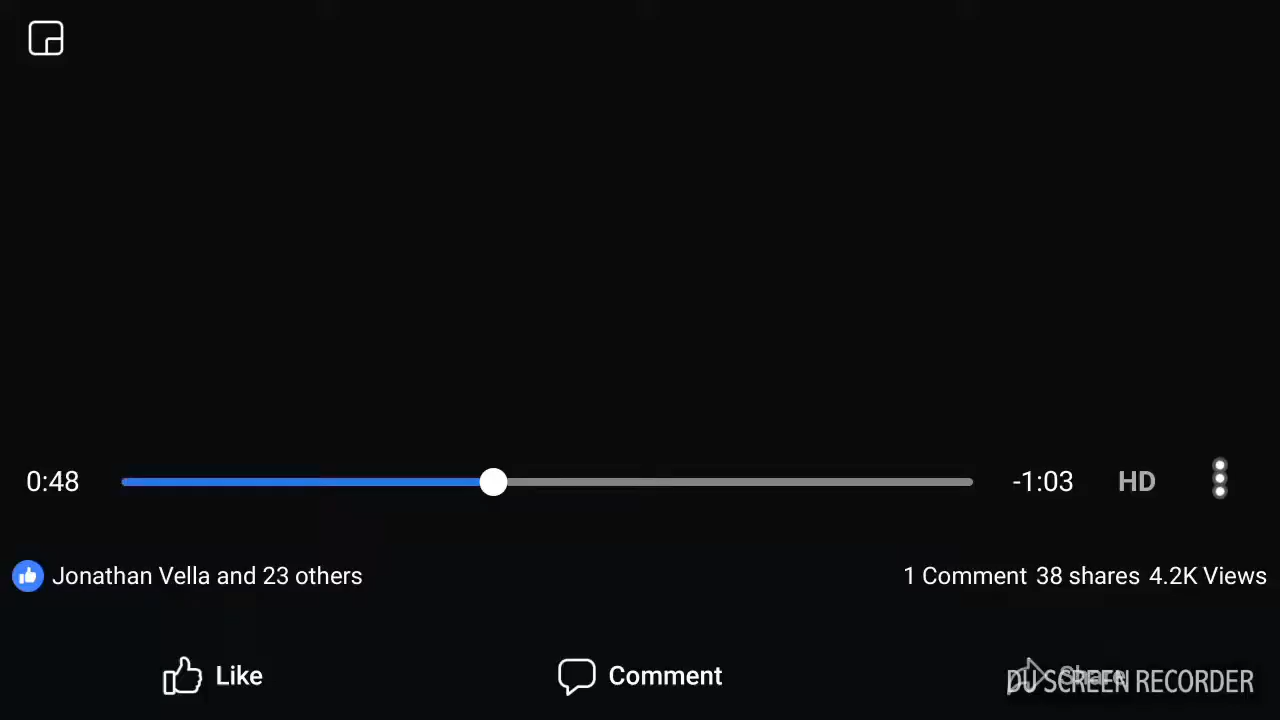 0:48 -1:03 HD
Jonathan Vella and 23 others 1 Comment 38 shares 4.2K Views
Like Comment Share
DU SCREEN RECORDER